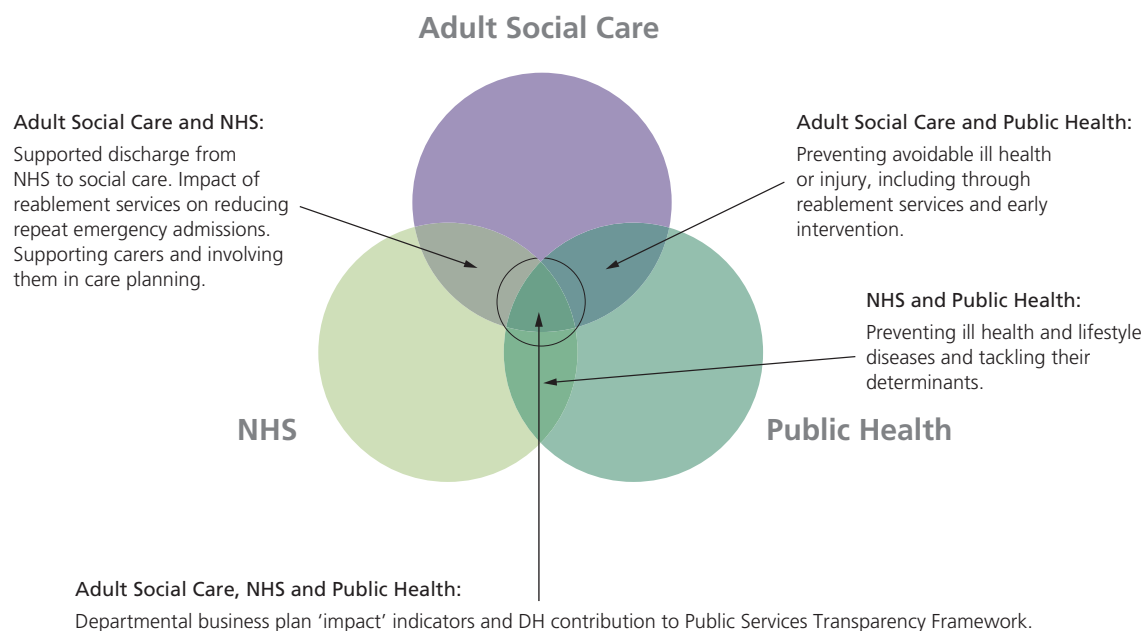 Adult Social Care
Adult Social Care and NHS:
Supported discharge from
NHS to social care. Impact of
reablement services on reducing
repeat emergency admissions.
Supporting carers and involving
them in care planning.
Adult Social Care and Public Health:
Preventing avoidable ill health
or injury, including through
reablement services and early
intervention.
NHS and Public Health:
Preventing ill health and lifestyle
diseases and tackling their
determinants.
NHS
Public Health
Adult Social Care, NHS and Public Health:
Departmental business plan ‘impact’ indicators and DH contribution to Public Services Transparency Framework.